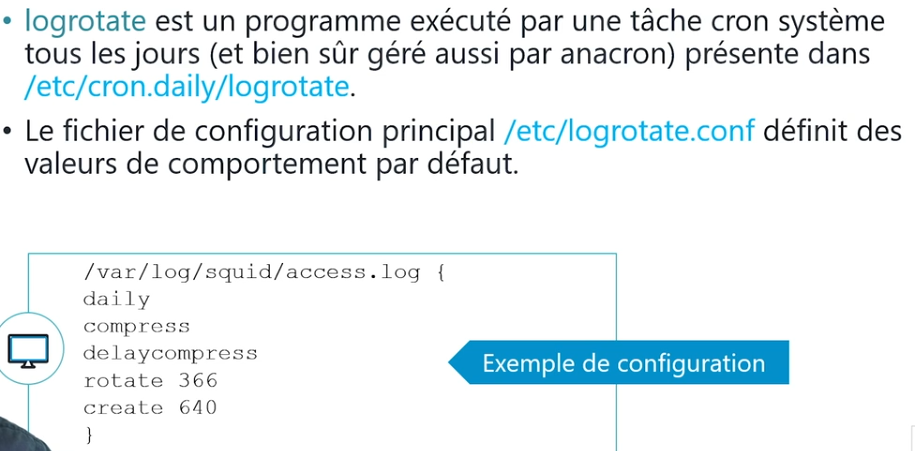 • logrotate est un programme exécuté par une tâche cron système
tous les jours (et bien sûr géré aussi par anacron) présente dans
/etc/cron.daily/logrotate.
• Le fichier de configuration principal /etc/logrotate.conf définit des
valeurs de comportement par défaut.
/var/log/squid/access.log {
daily
compress
delaycompress
rotate 366
create 640
}
Exemple de configuration